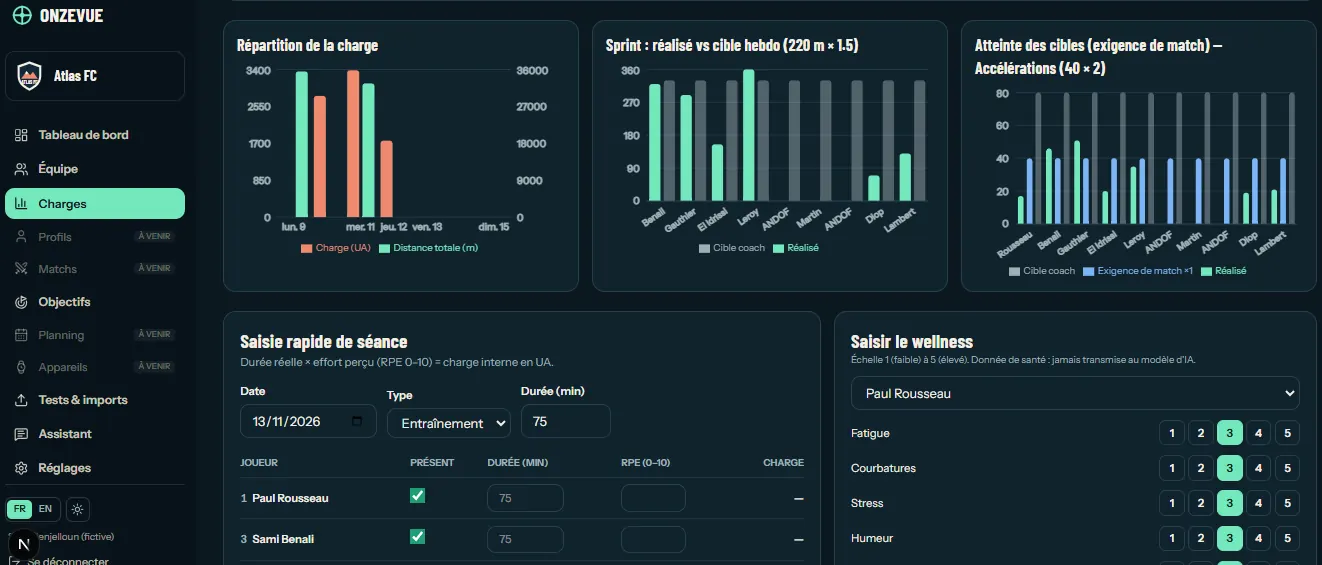 ONZEVUE
ATLAS FC
Atlas FC
Tableau de bord
Équipe
Charges
Profils À VENIR
Matchs À VENIR
Objectifs
Planning À VENIR
Appareils À VENIR
Tests & imports
Assistant
Réglages
FR EN
enjelloun (fictive)
N
Se déconnecter
Répartition de la charge
3400 36000
2550 27000
1700 18000
850 9000
0 0
lun. 9 mer. 11 jeu. 12 ven. 13 dim. 15
Charge (UA) Distance totale (m)
Sprint : réalisé vs cible hebdo (220 m × 1.5)
360
270
180
90
0
Benali Gauthier El Idrissi Leroy ANDOF Martin ANDOF Diop Lambert
Cible coach Réalisé
Atteinte des cibles (exigence de match) —
Accélérations (40 × 2)
80
60
40
20
0
Rousseau Benali Gauthier El Idrissi Leroy ANDOF Martin ANDOF Diop Lambert
Cible coach Exigence de match ×1 Réalisé
Saisie rapide de séance
Durée réelle × effort perçu (RPE 0–10) = charge interne en UA.
Date Type Durée (min)
13/11/2026 Entraînement 75
JOUEUR PRÉSENT DURÉE (MIN) RPE (0–10) CHARGE
1 Paul Rousseau 75 —
3 Sami Benali 75 —
Saisir le wellness
Échelle 1 (faible) à 5 (élevé). Donnée de santé : jamais transmise au modèle d'IA.
Paul Rousseau
Fatigue 1 2 3 4 5
Courbatures 1 2 3 4 5
Stress 1 2 3 4 5
Humeur 1 2 3 4 5